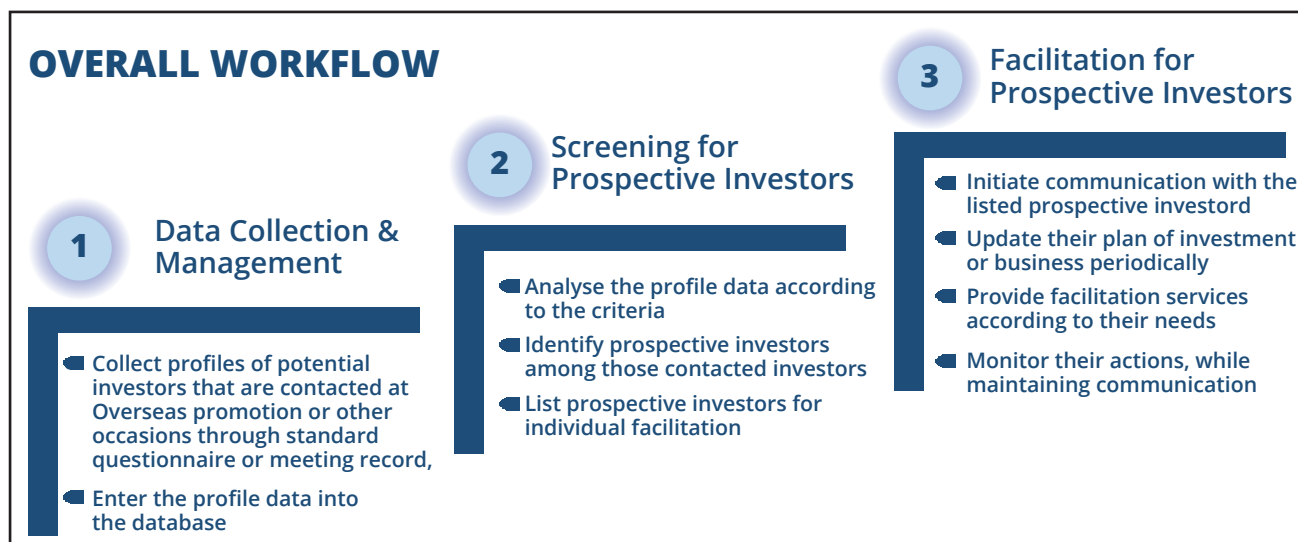 OVERALL WORKFLOW
1
Data Collection &
Management
Collect profiles of potential
investors that are contacted at
Overseas promotion or other
occasions through standard
questionnaire or meeting record,
Enter the profile data into
the database
2
Screening for
Prospective Investors
Analyse the profile data according
to the criteria
Identify prospective investors
among those contacted investors
List prospective investors for
individual facilitation
3
Facilitation for
Prospective Investors
Initiate communication with the
listed prospective investord
Update their plan of investment
or business periodically
Provide facilitation services
according to their needs
Monitor their actions, while
maintaining communication